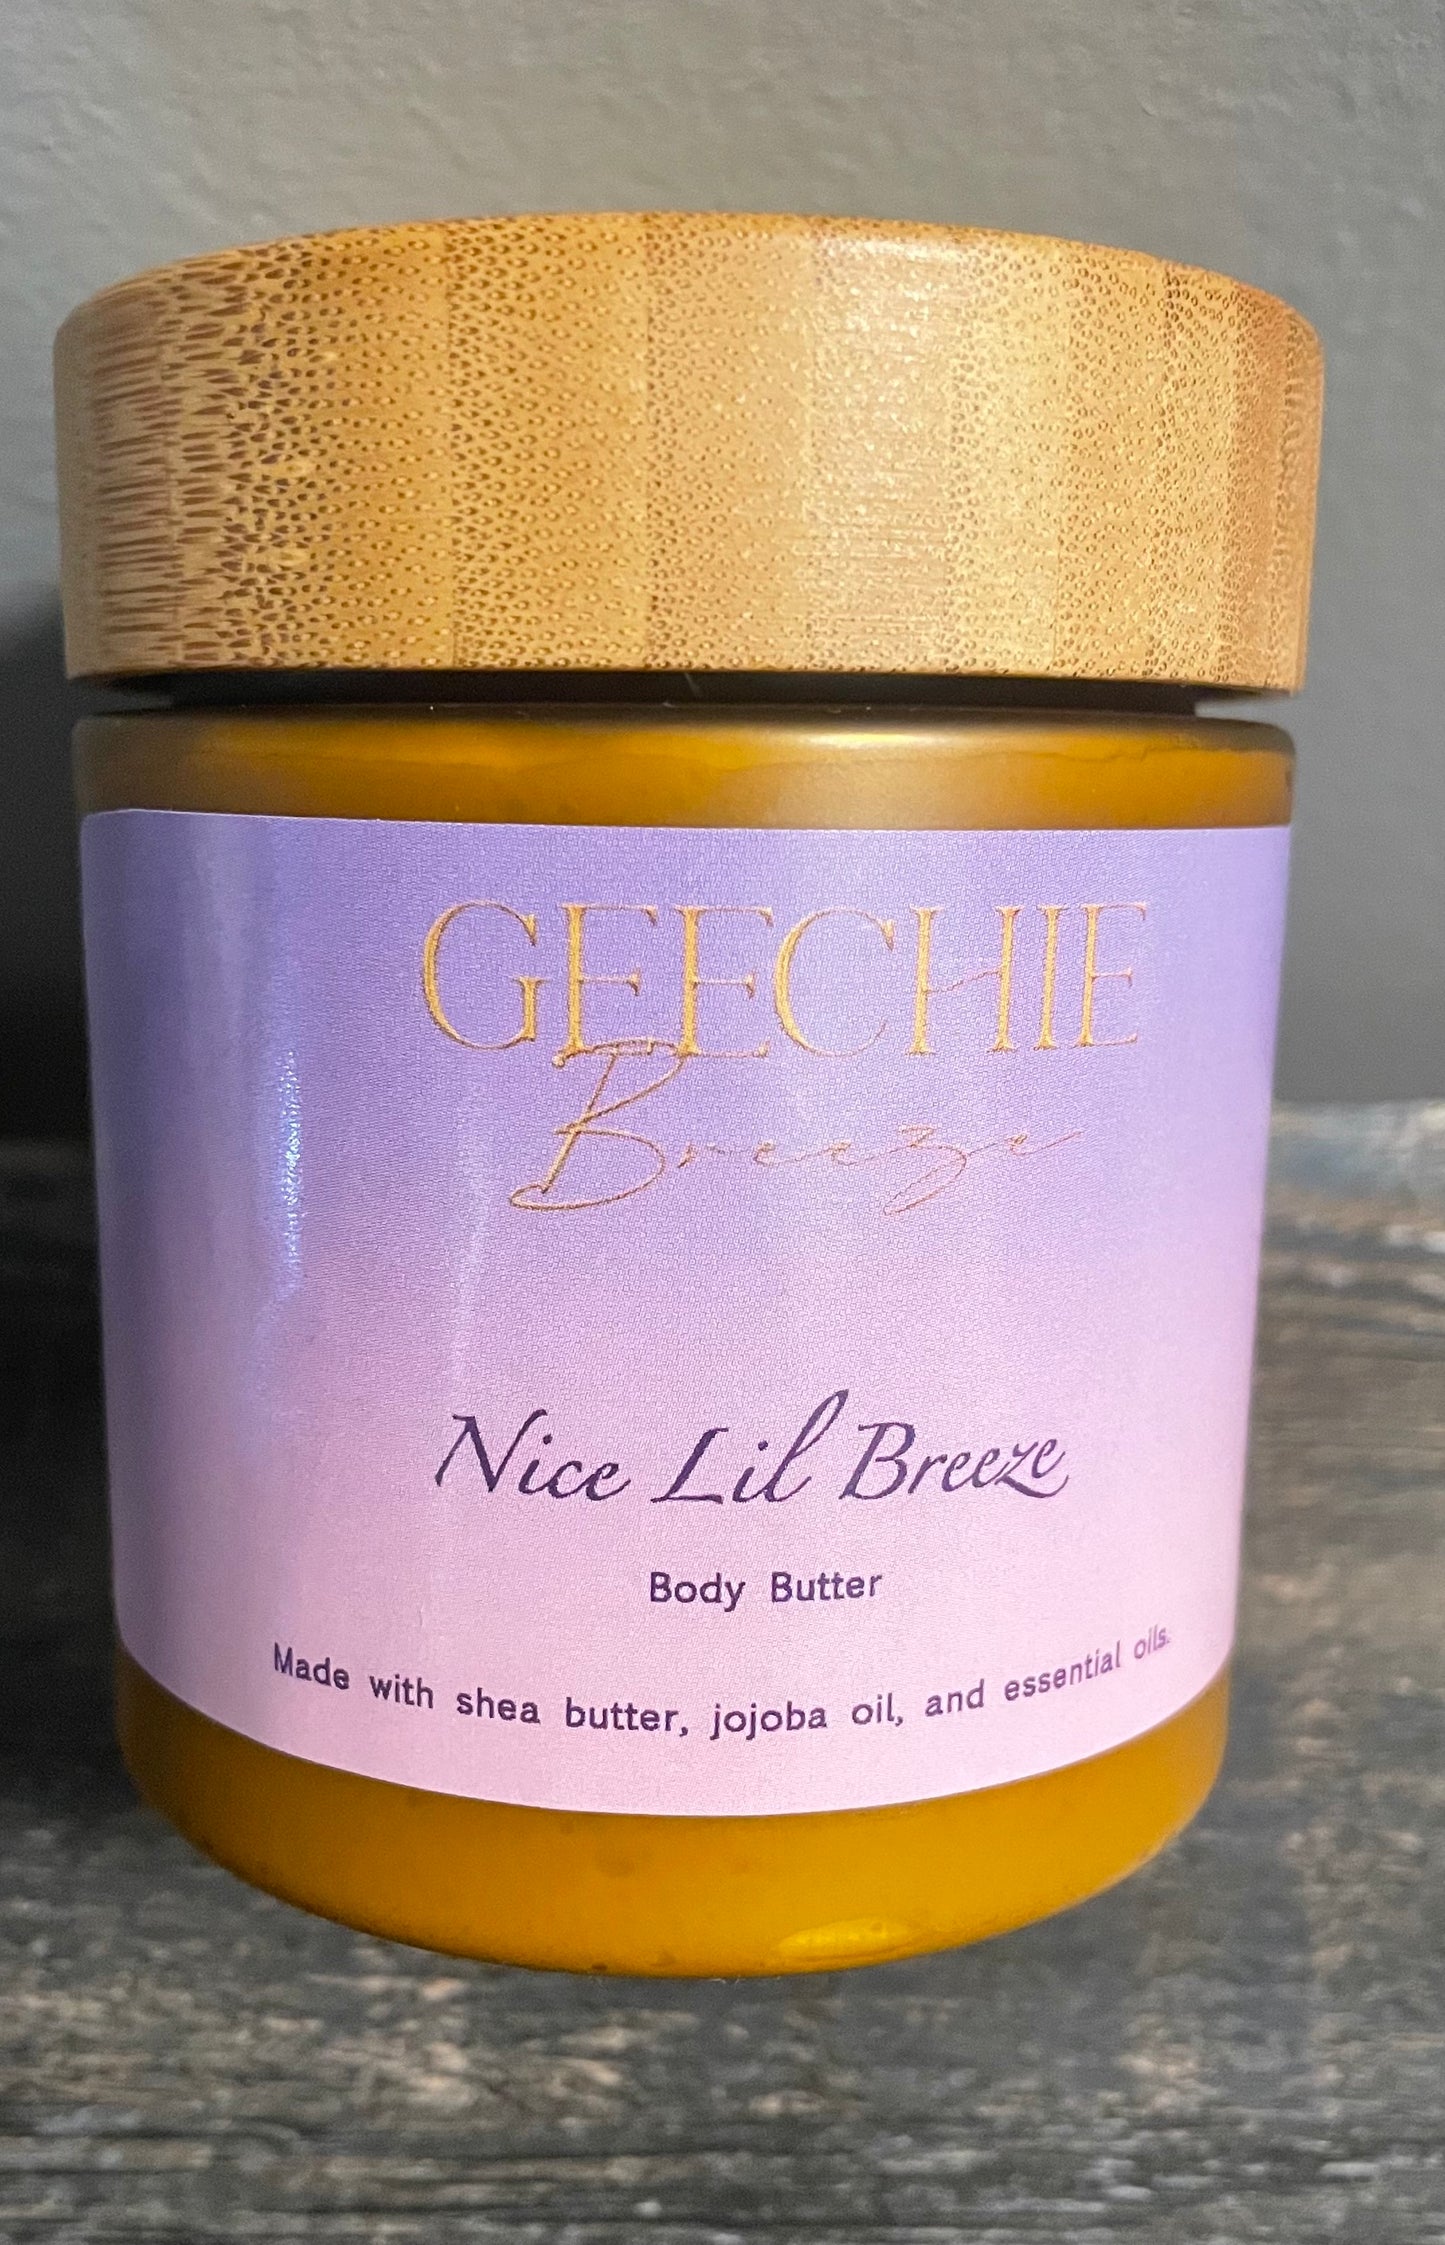 GEECHIE
Breeze
Nice Lil Breeze
Body Butter
Made with shea butter, jojoba oil, and essential oils.